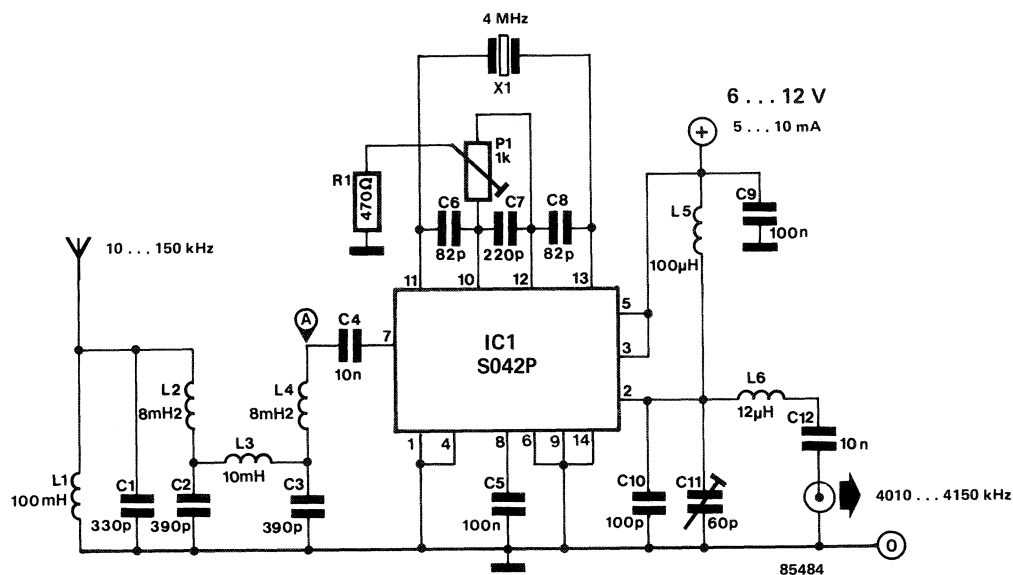 4 MHz
X1
6 . . . 12 V
5 . . . 10 mA
P1
1k
R1
470Ω
C6
C7
C8
82p
220p
82p
L5
100µH
C9
100n
10 . . . 150 kHz
11
10
12
13
A
C4
7
10n
IC1
S042P
5
3
2
L2
8mH2
L4
8mH2
L3
10mH
L6
12µH
C12
10n
1
4
8
6
9
14
L1
100mH
C1
330p
C2
390p
C3
390p
C5
100n
C10
100p
C11
60p
4010 . . . 4150 kHz
0
85484